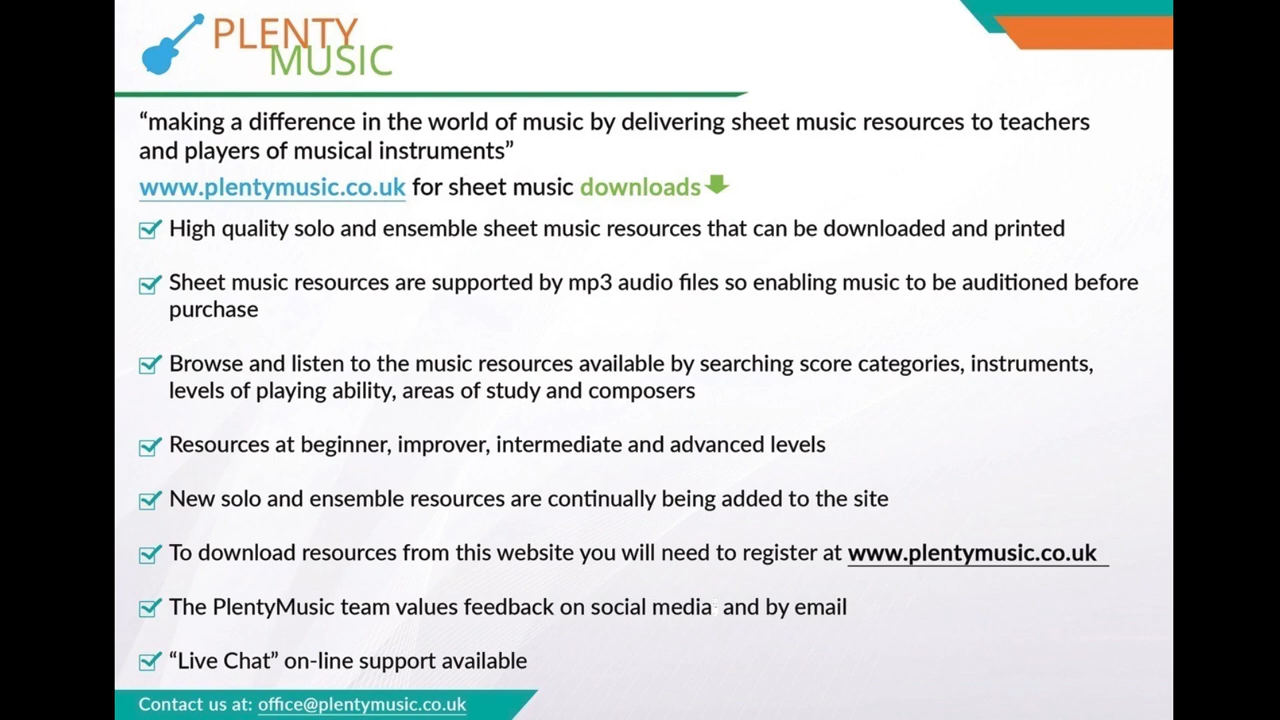 PLENTY
MUSIC
“making a difference in the world of music by delivering sheet music resources to teachers
and players of musical instruments”
www.plentymusic.co.uk for sheet music downloads
High quality solo and ensemble sheet music resources that can be downloaded and printed
Sheet music resources are supported by mp3 audio files so enabling music to be auditioned before
purchase
Browse and listen to the music resources available by searching score categories, instruments,
levels of playing ability, areas of study and composers
Resources at beginner, improver, intermediate and advanced levels
New solo and ensemble resources are continually being added to the site
To download resources from this website you will need to register at www.plentymusic.co.uk
The PlentyMusic team values feedback on social media and by email
“Live Chat” on-line support available
Contact us at: office@plentymusic.co.uk